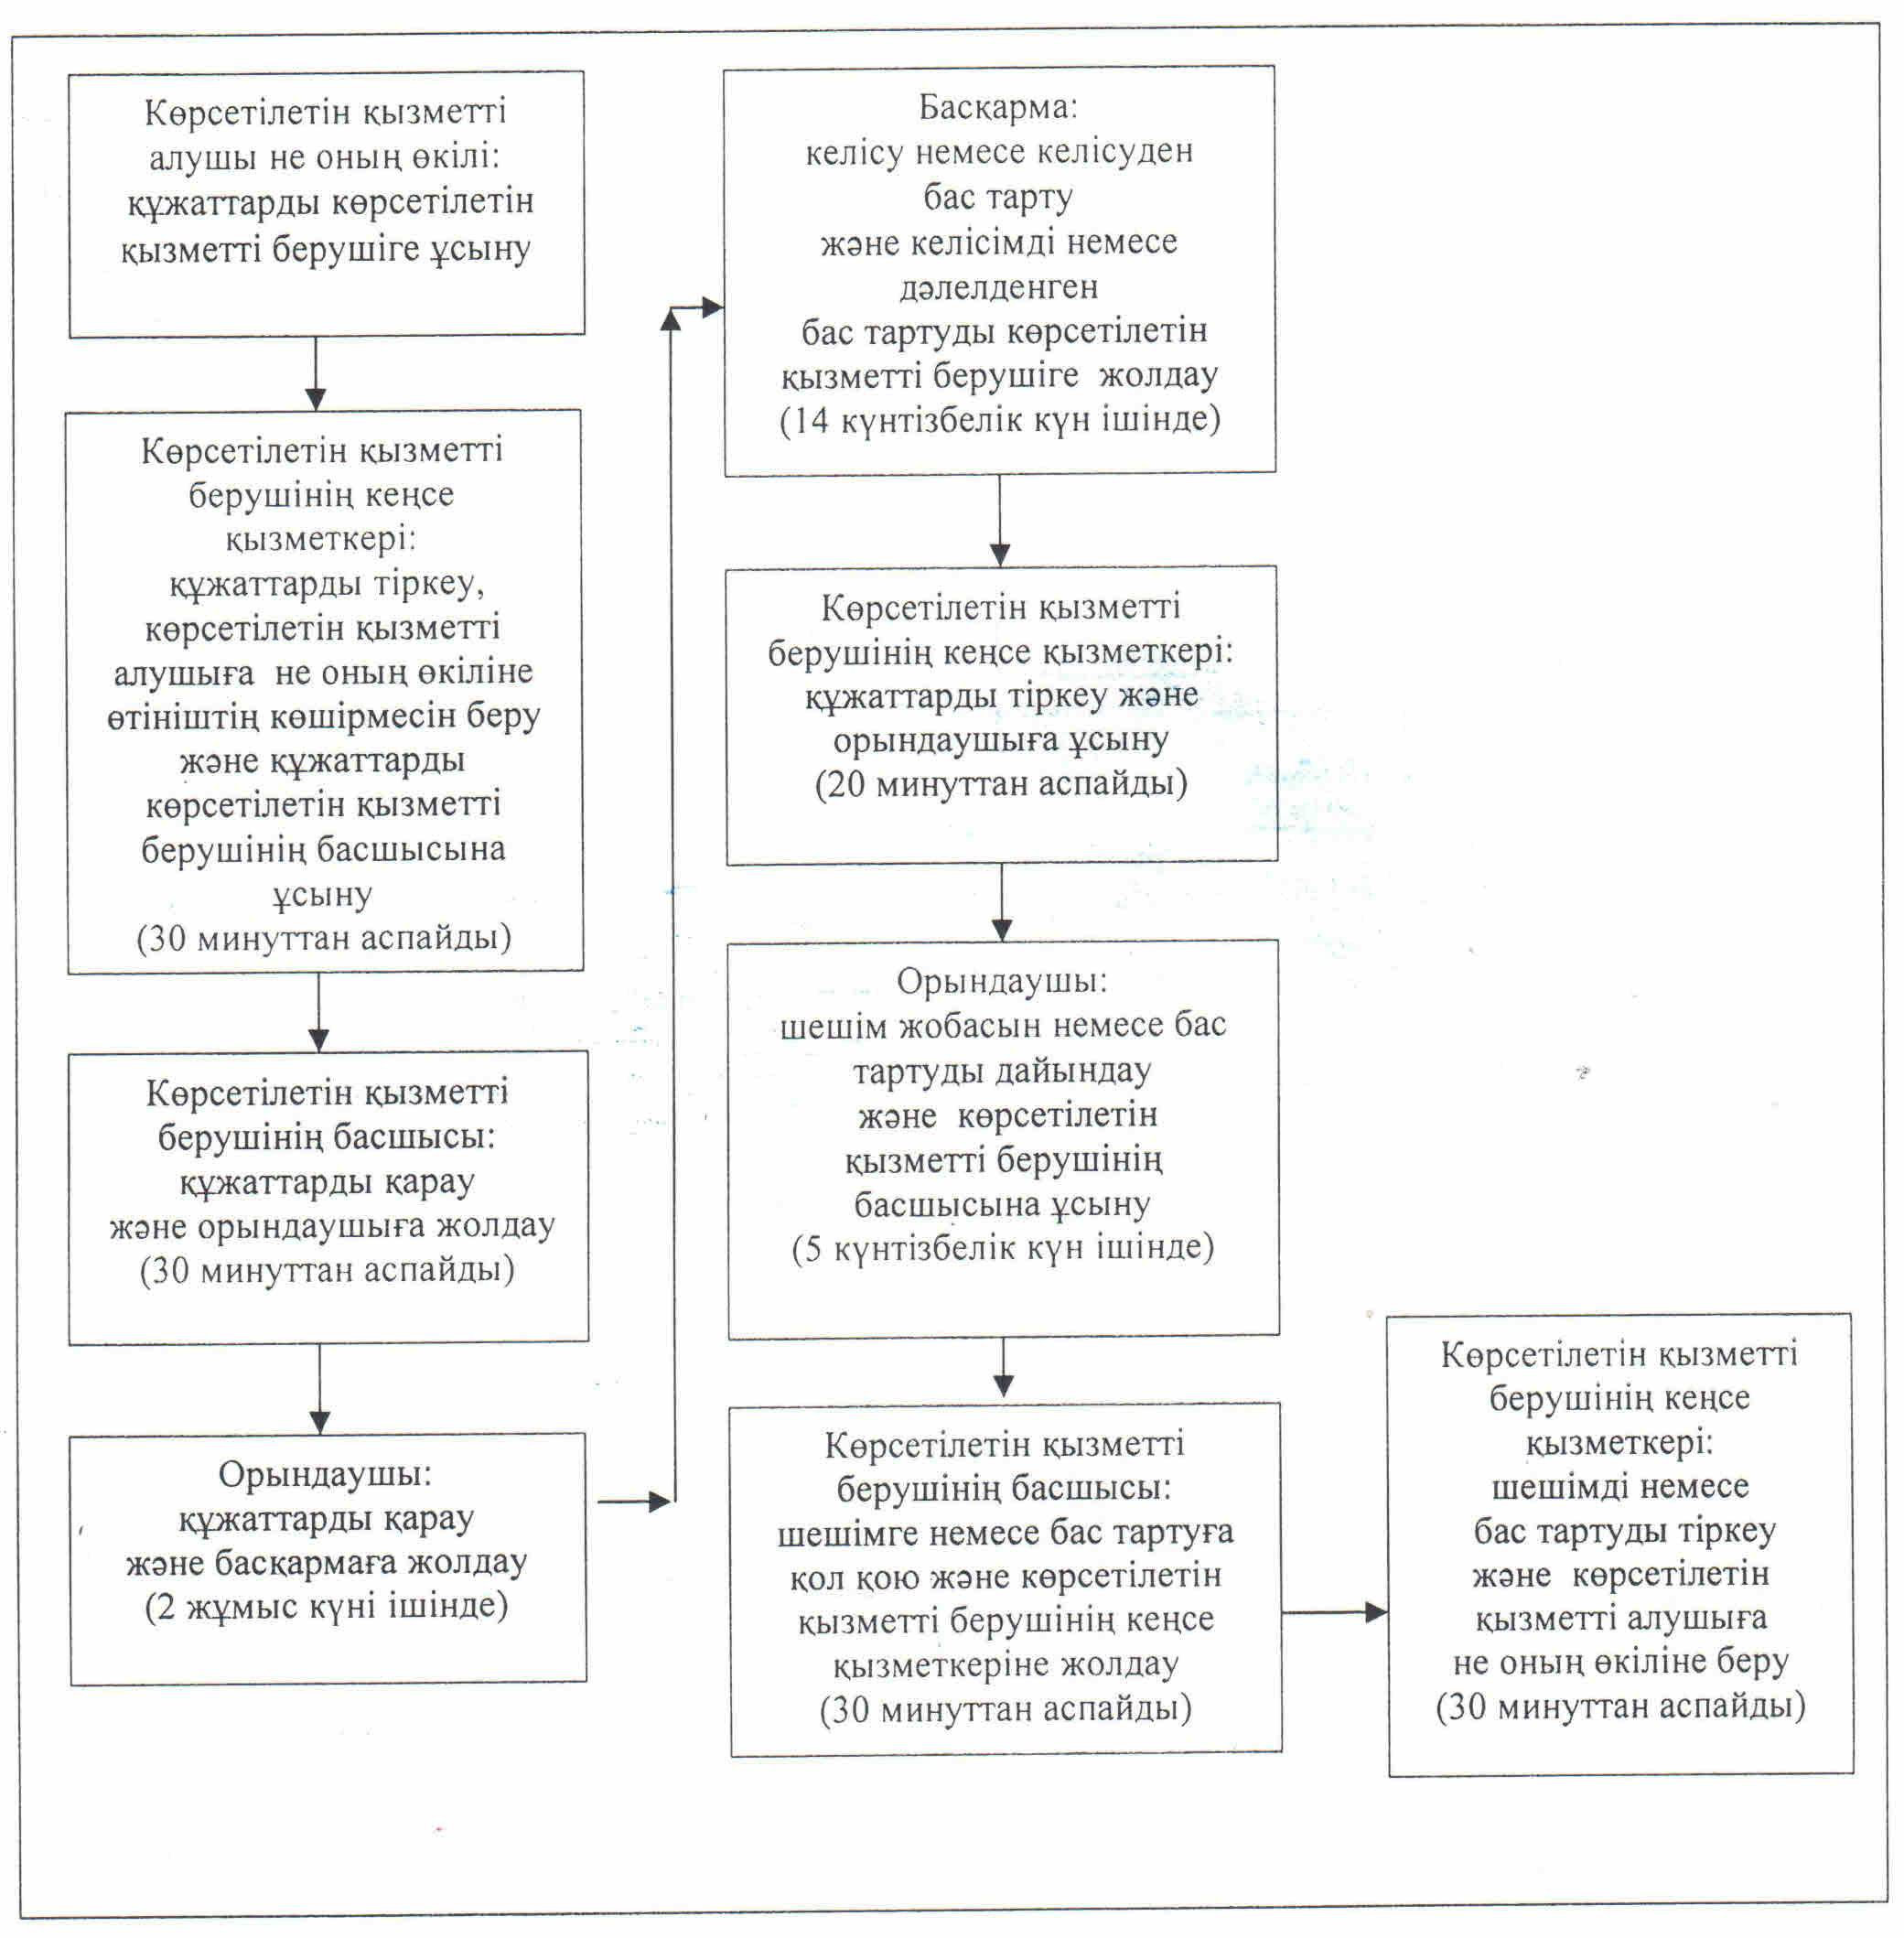 Көрсетілетін қызметті
алушы не оның өкілі:
құжаттарды көрсетілетін
қызметті берушіге ұсыну
Көрсетілетін қызметті
берушінің кеңсе
қызметкері:
құжаттарды тіркеу,
көрсетілетін қызметті
алушыға не оның өкіліне
өтініштің көшірмесін беру
және құжаттарды
көрсетілетін қызметті
берушінің басшысына
ұсыну
(30 минуттан аспайды)
Көрсетілетін қызметті
берушінің басшысы:
құжаттарды қарау
және орындаушыға жолдау
(30 минуттан аспайды)
Орындаушы:
құжаттарды қарау
және басқармаға жолдау
(2 жұмыс күні ішінде)
Басқарма:
келісу немесе келісуден
бас тарту
және келісімді немесе
дәлелденген
бас тартуды көрсетілетін
қызметті берушіге жолдау
(14 күнтізбелік күн ішінде)
Көрсетілетін қызметті
берушінің кеңсе қызметкері:
құжаттарды тіркеу және
орындаушыға ұсыну
(20 минуттан аспайды)
Орындаушы:
шешім жобасын немесе бас
тартуды дайындау
және көрсетілетін
қызметті берушінің
басшысына ұсыну
(5 күнтізбелік күн ішінде)
Көрсетілетін қызметті
берушінің басшысы:
шешімге немесе бас тартуға
қол қою және көрсетілетін
қызметті берушінің кеңсе
қызметкеріне жолдау
(30 минуттан аспайды)
Көрсетілетін қызметті
берушінің кеңсе
қызметкері:
шешімді немесе
бас тартуды тіркеу
және көрсетілетін
қызметті алушыға
не оның өкіліне беру
(30 минуттан аспайды)